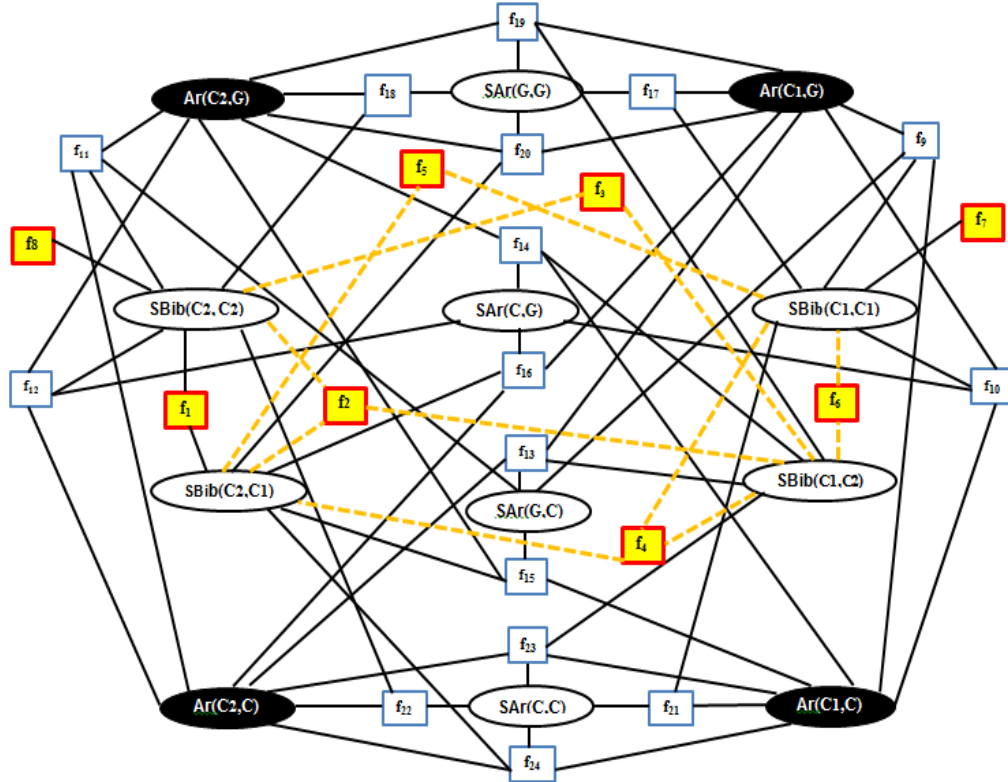 f19
Ar(C2,G)
f18
SAr(G,G)
f17
Ar(C1,G)
f11
f20
f9
f5
f3
f7
f8
f14
SBib(C2,C2)
SAr(C,G)
SBib(C1,C1)
f12
f16
f10
f1
f2
f6
f13
SBib(C2,C1)
SAr(G,C)
SBib(C1,C2)
f4
f15
f23
Ar(C2,C)
f22
SAr(C,C)
f21
Ar(C1,C)
f24